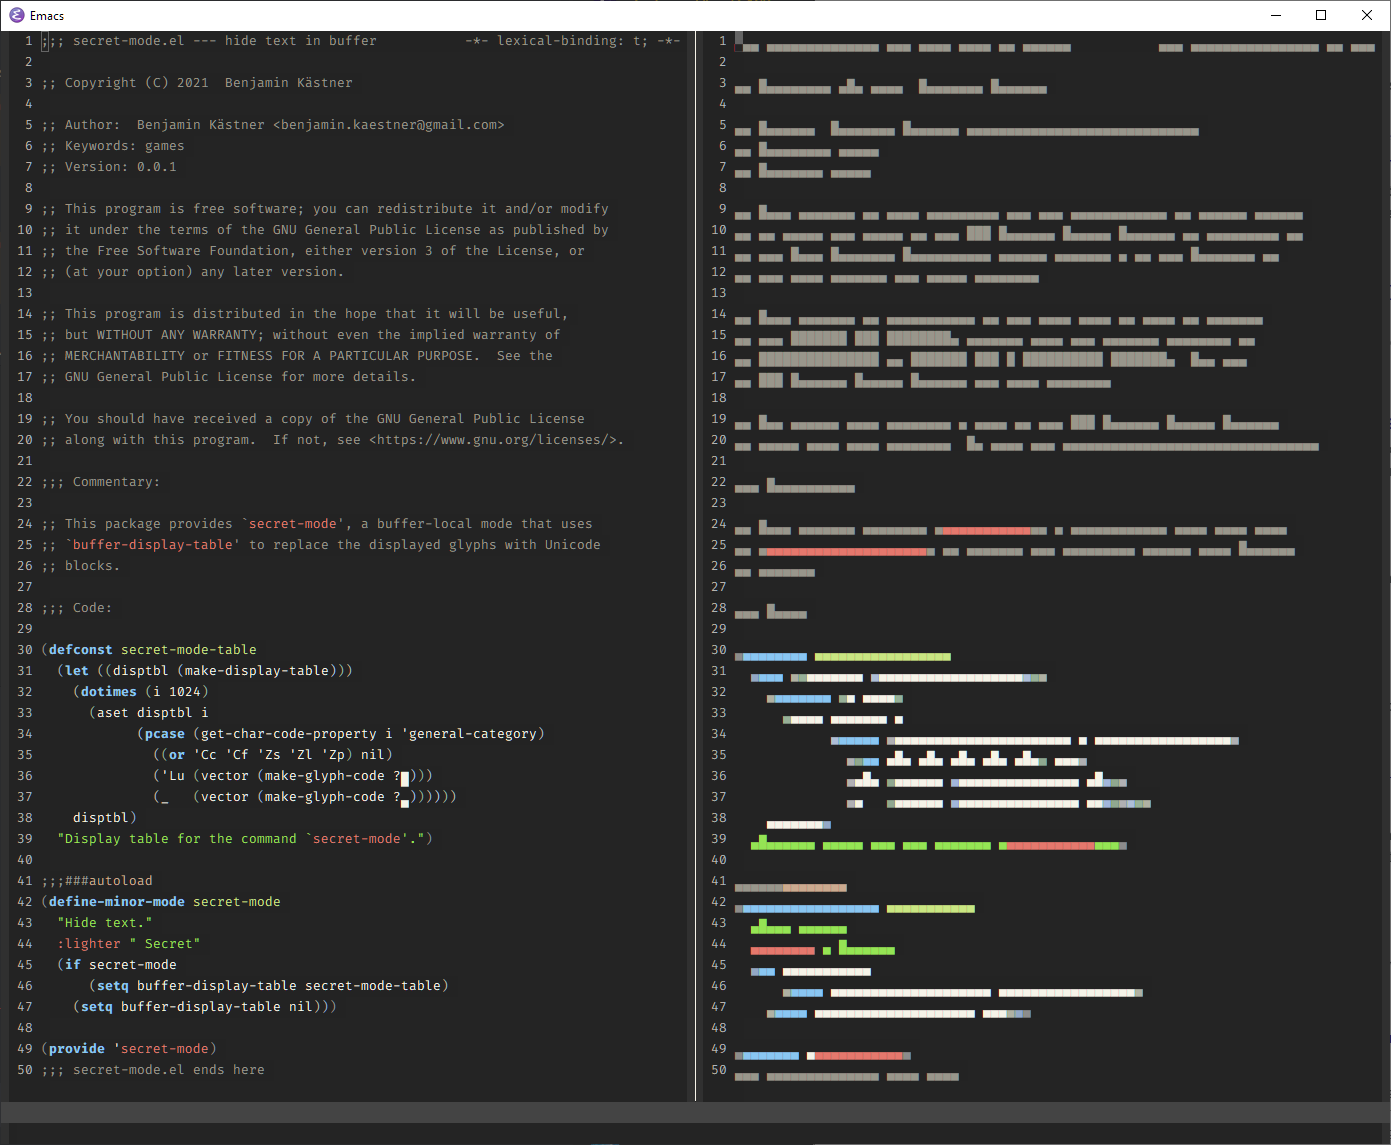 Emacs
1 ;;; secret-mode.el --- hide text in buffer           -*- lexical-binding: t; -*-
2
3 ;; Copyright (C) 2021  Benjamin Kästner
4
5 ;; Author:  Benjamin Kästner <benjamin.kaestner@gmail.com>
6 ;; Keywords: games
7 ;; Version: 0.0.1
8
9 ;; This program is free software; you can redistribute it and/or modify
10 ;; it under the terms of the GNU General Public License as published by
11 ;; the Free Software Foundation, either version 3 of the License, or
12 ;; (at your option) any later version.
13
14 ;; This program is distributed in the hope that it will be useful,
15 ;; but WITHOUT ANY WARRANTY; without even the implied warranty of
16 ;; MERCHANTABILITY or FITNESS FOR A PARTICULAR PURPOSE.  See the
17 ;; GNU General Public License for more details.
18
19 ;; You should have received a copy of the GNU General Public License
20 ;; along with this program.  If not, see <https://www.gnu.org/licenses/>.
21
22 ;;; Commentary:
23
24 ;; This package provides `secret-mode', a buffer-local mode that uses
25 ;; `buffer-display-table' to replace the displayed glyphs with Unicode
26 ;; blocks.
27
28 ;;; Code:
29
30 (defconst secret-mode-table
31   (let ((disptbl (make-display-table)))
32     (dotimes (i 1024)
33       (aset disptbl i
34             (pcase (get-char-code-property i 'general-category)
35               ((or 'Cc 'Cf 'Zs 'Zl 'Zp) nil)
36               ('Lu (vector (make-glyph-code ?█)))
37               (_   (vector (make-glyph-code ?▄))))))
38     disptbl)
39   "Display table for the command `secret-mode'.")
40
41 ;;;###autoload
42 (define-minor-mode secret-mode
43   "Hide text."
44   :lighter " Secret"
45   (if secret-mode
46       (setq buffer-display-table secret-mode-table)
47     (setq buffer-display-table nil)))
48
49 (provide 'secret-mode)
50 ;;; secret-mode.el ends here
1
2
3
4
5
6
7
8
9
10
11
12
13
14
15
16
17
18
19
20
21
22
23
24
25
26
27
28
29
30
31
32
33
34
35
36
37
38
39
40
41
42
43
44
45
46
47
48
49
50